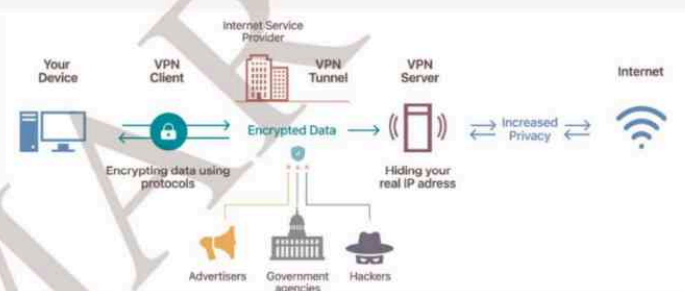 Internet Service
Provider
Your
Device
VPN
Client
VPN
Tunnel
VPN
Server
Internet
Encrypted Data
Increased
Privacy
Encrypting data using
protocols
Hiding your
real IP adress
Advertisers
Government
agencies
Hackers